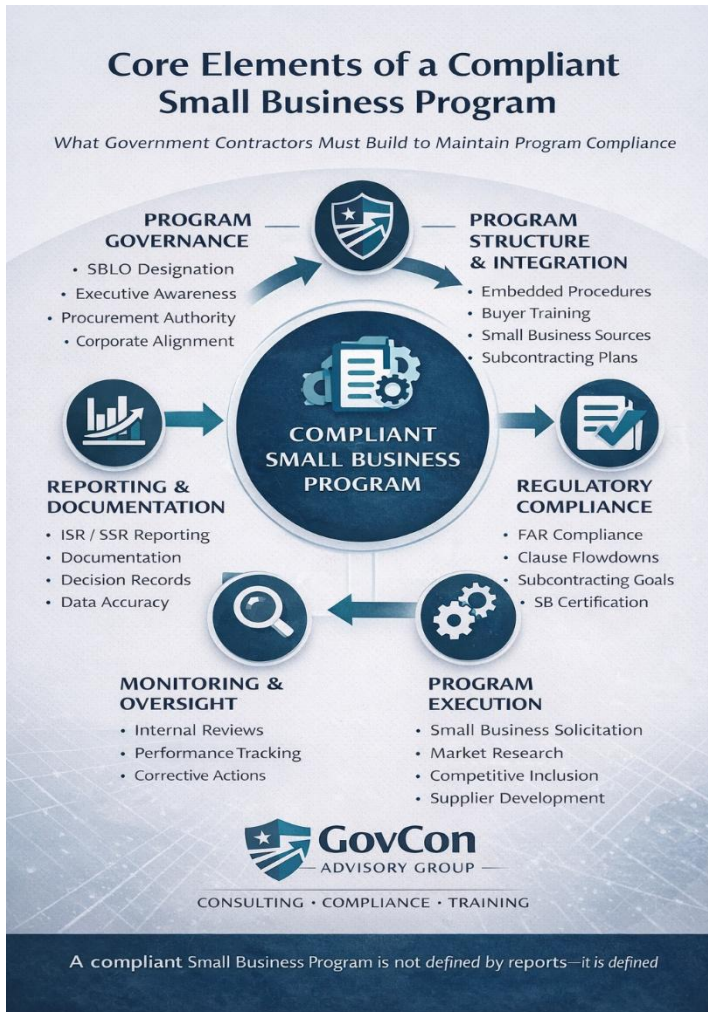 Core Elements of a Compliant
Small Business Program
What Government Contractors Must Build to Maintain Program Compliance
PROGRAM
GOVERNANCE
• SBLO Designation
• Executive Awareness
• Procurement Authority
• Corporate Alignment
PROGRAM
STRUCTURE
& INTEGRATION
• Embedded Procedures
• Buyer Training
• Small Business Sources
• Subcontracting Plans
COMPLIANT
SMALL BUSINESS
PROGRAM
REPORTING &
DOCUMENTATION
• ISR / SSR Reporting
• Documentation
• Decision Records
• Data Accuracy
REGULATORY
COMPLIANCE
• FAR Compliance
• Clause Flowdowns
• Subcontracting Goals
• SB Certification
MONITORING &
OVERSIGHT
• Internal Reviews
• Performance Tracking
• Corrective Actions
PROGRAM
EXECUTION
• Small Business Solicitation
• Market Research
• Competitive Inclusion
• Supplier Development
GovCon
ADVISORY GROUP
CONSULTING • COMPLIANCE • TRAINING
A compliant Small Business Program is not defined by reports—it is defined